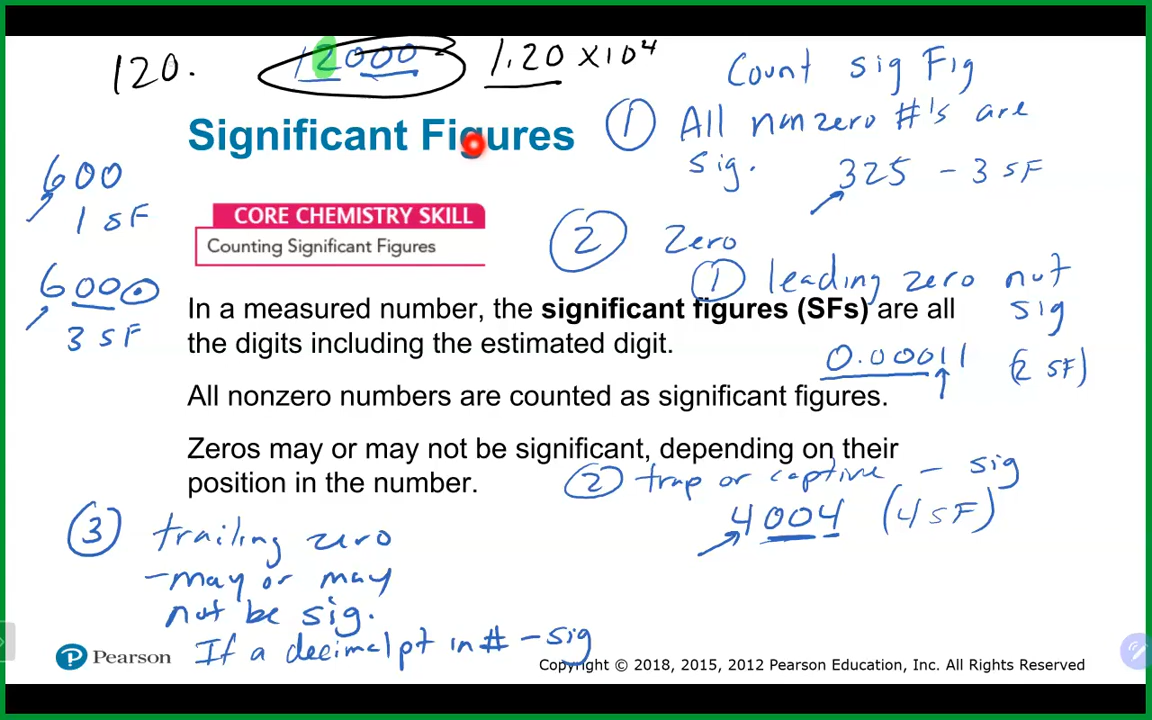 120.
12000
1.20 ×10⁴
Count sig Fig
Significant Figures
① All nonzero #'s are
sig.
325 - 3 SF
600
1 SF
CORE CHEMISTRY SKILL
Counting Significant Figures
② Zero
① leading zero not
sig
600.
3 SF
In a measured number, the significant figures (SFs) are all
the digits including the estimated digit.
0.00011 (2 SF)
All nonzero numbers are counted as significant figures.
Zeros may or may not be significant, depending on their
position in the number.
② trap or captive - sig
4004 (4 SF)
③ trailing zero
- may or may
not be sig.
If a decimal pt in # - sig
Pearson
Copyright © 2018, 2015, 2012 Pearson Education, Inc. All Rights Reserved